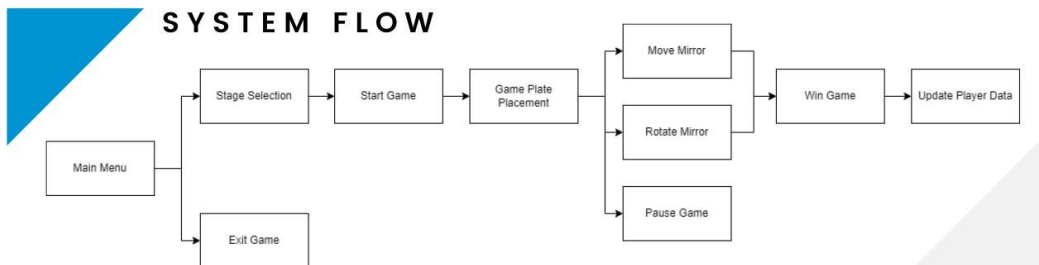 SYSTEM FLOW
Main Menu
Stage Selection
Exit Game
Start Game
Game Plate
Placement
Move Mirror
Rotate Mirror
Pause Game
Win Game
Update Player Data